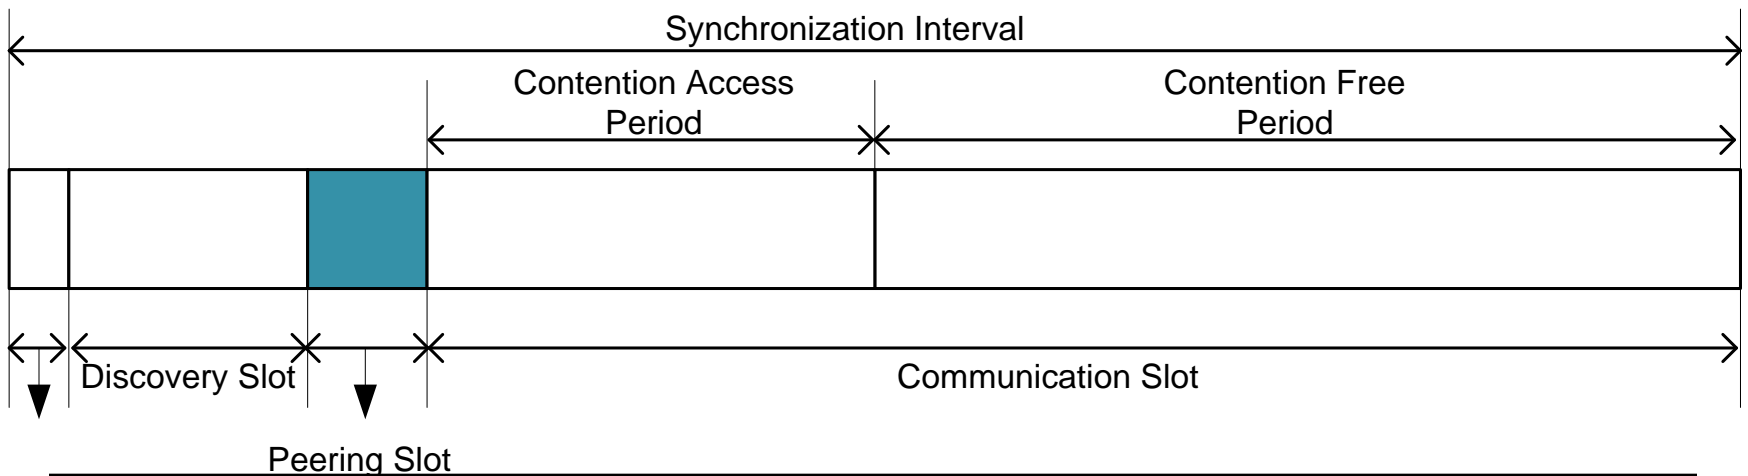 Synchronization Interval
Contention Access
Period
Contention Free
Period
Discovery Slot
Communication Slot
Peering Slot